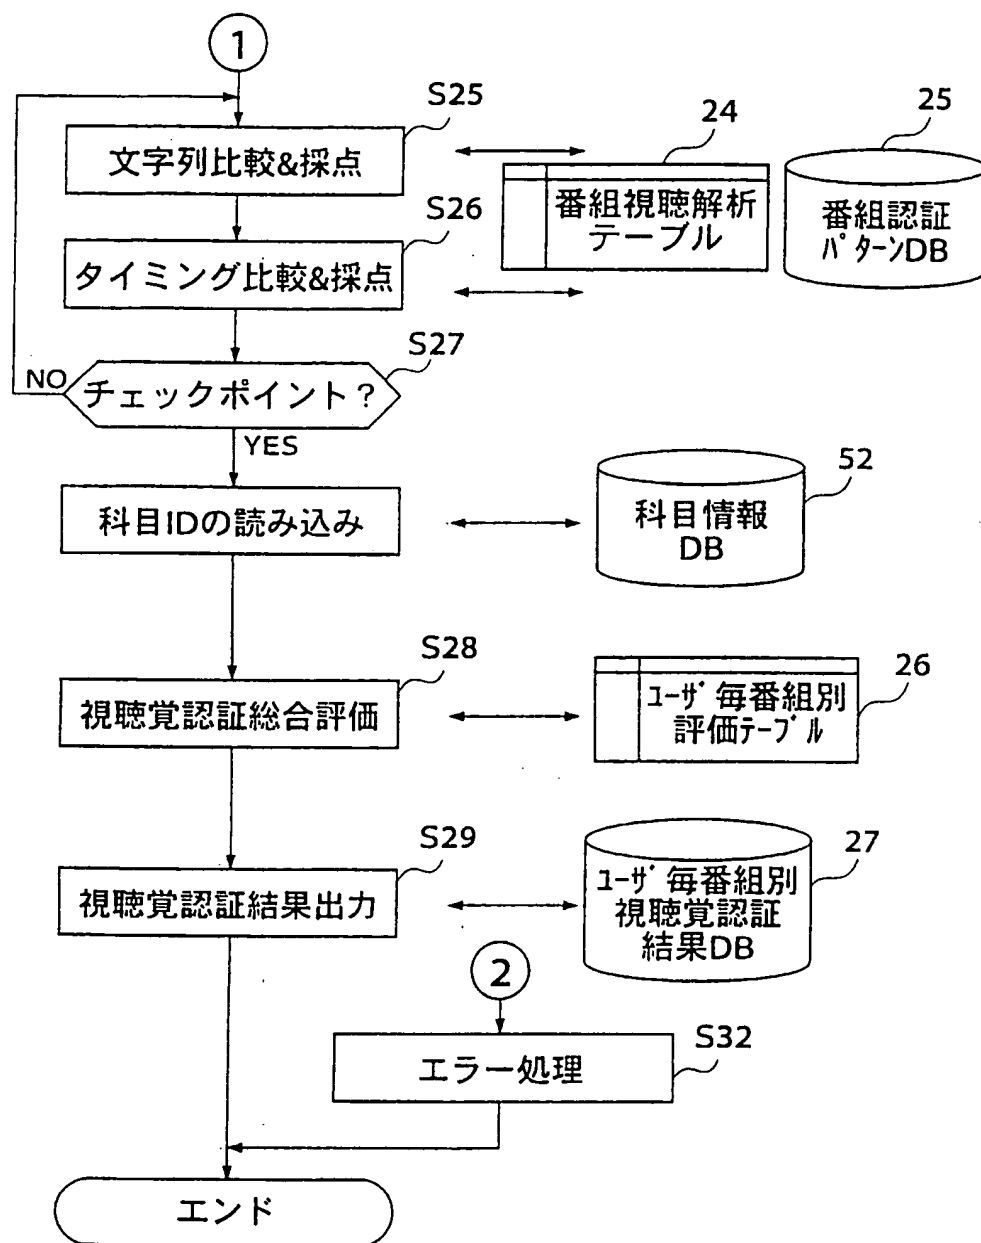 1
S25
文字列比較&採点
24
25
番組視聴解析
テーブル
番組認証
ﾊﾟﾀｰﾝDB
S26
タイミング比較&採点
S27
NO
チェックポイント?
YES
科目IDの読み込み
52
科目情報
DB
S28
視聴覚認証総合評価
26
ﾕｰｻﾞ毎番組別
評価ﾃｰﾌﾞﾙ
S29
視聴覚認証結果出力
27
ﾕｰｻﾞ毎番組別
視聴覚認証
結果DB
2
S32
エラー処理
エンド